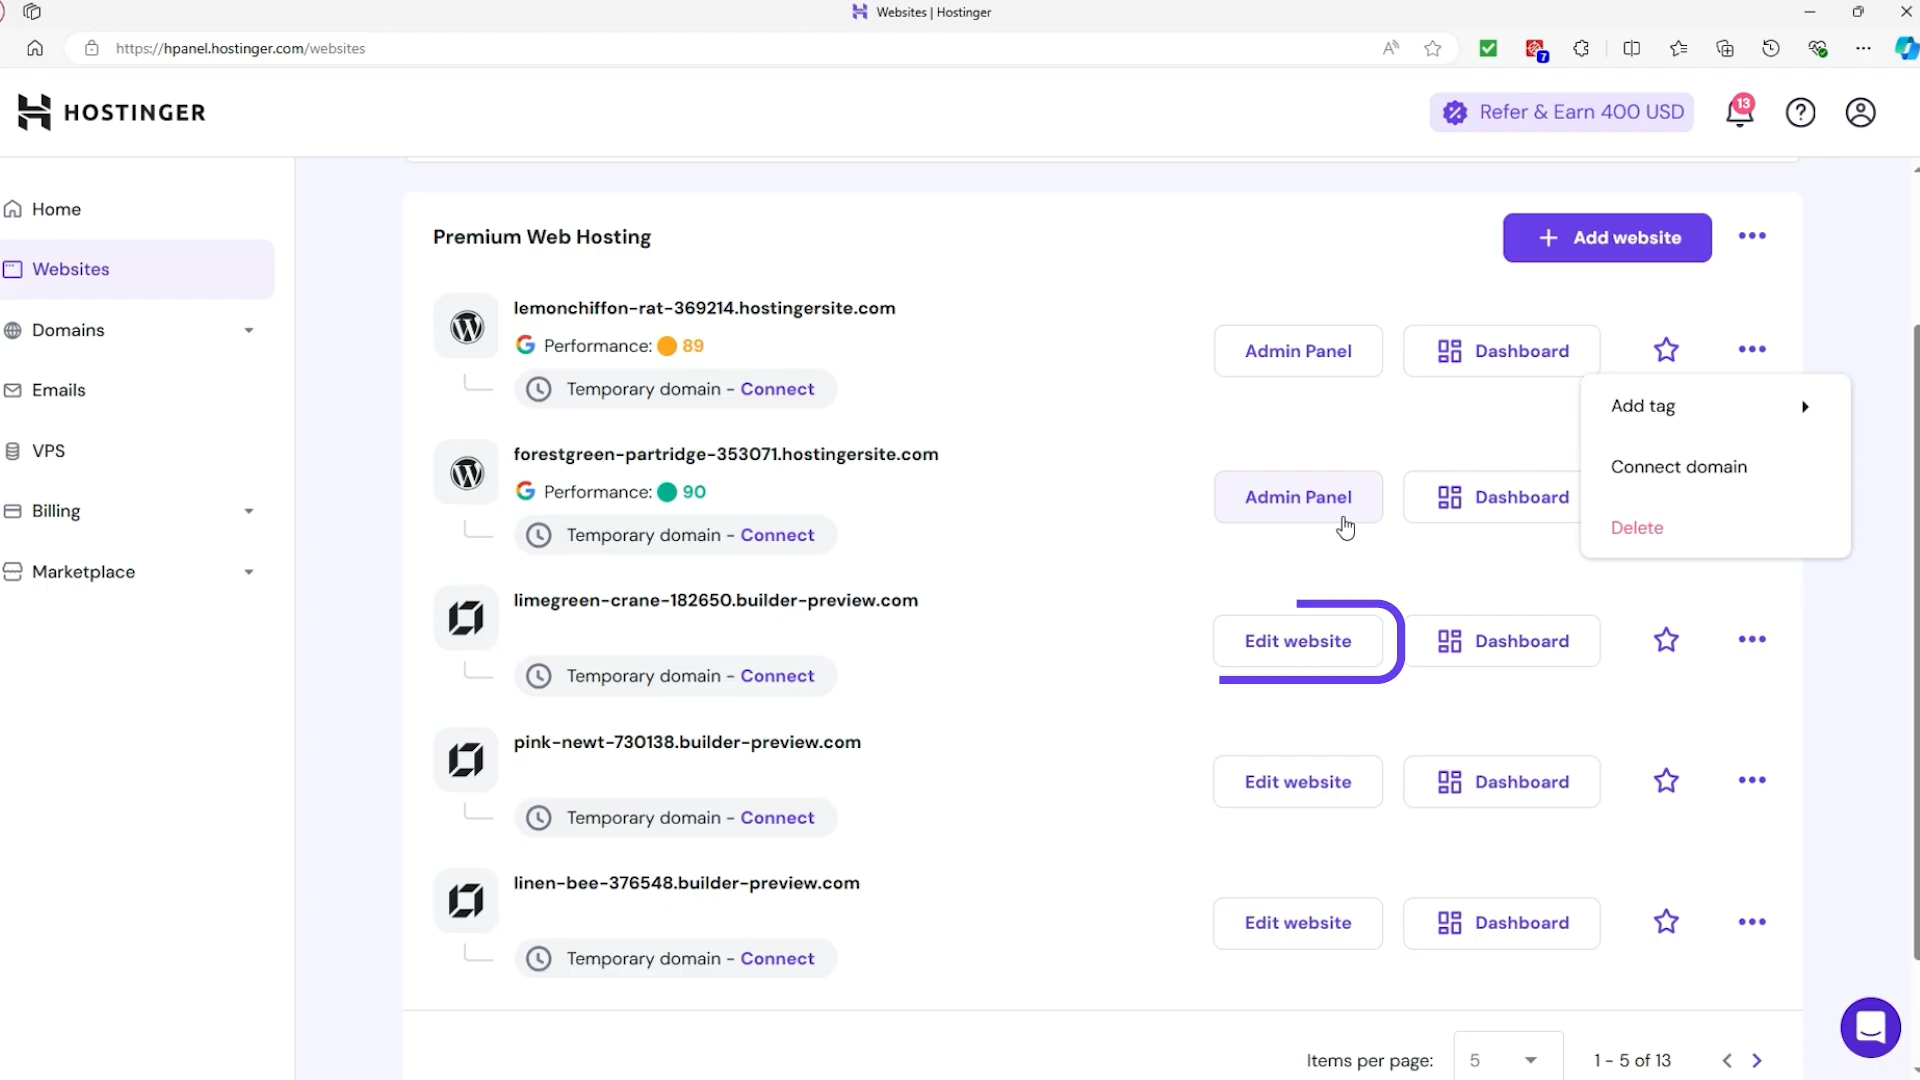 Websites | Hostinger
https://hpanel.hostinger.com/websites
7
HOSTINGER
Refer & Earn 400 USD
13
Home
Websites
Domains
Emails
VPS
Billing
Marketplace
Premium Web Hosting
Add website
lemonchiffon-rat-369214.hostingersite.com
Performance: 89
Temporary domain - Connect
Admin Panel
Dashboard
Add tag
Connect domain
Delete
forestgreen-partridge-353071.hostingersite.com
Performance: 90
Temporary domain - Connect
Admin Panel
Dashboard
limegreen-crane-182650.builder-preview.com
Temporary domain - Connect
Edit website
Dashboard
pink-newt-730138.builder-preview.com
Temporary domain - Connect
Edit website
Dashboard
linen-bee-376548.builder-preview.com
Temporary domain - Connect
Edit website
Dashboard
Items per page: 5
1 - 5 of 13